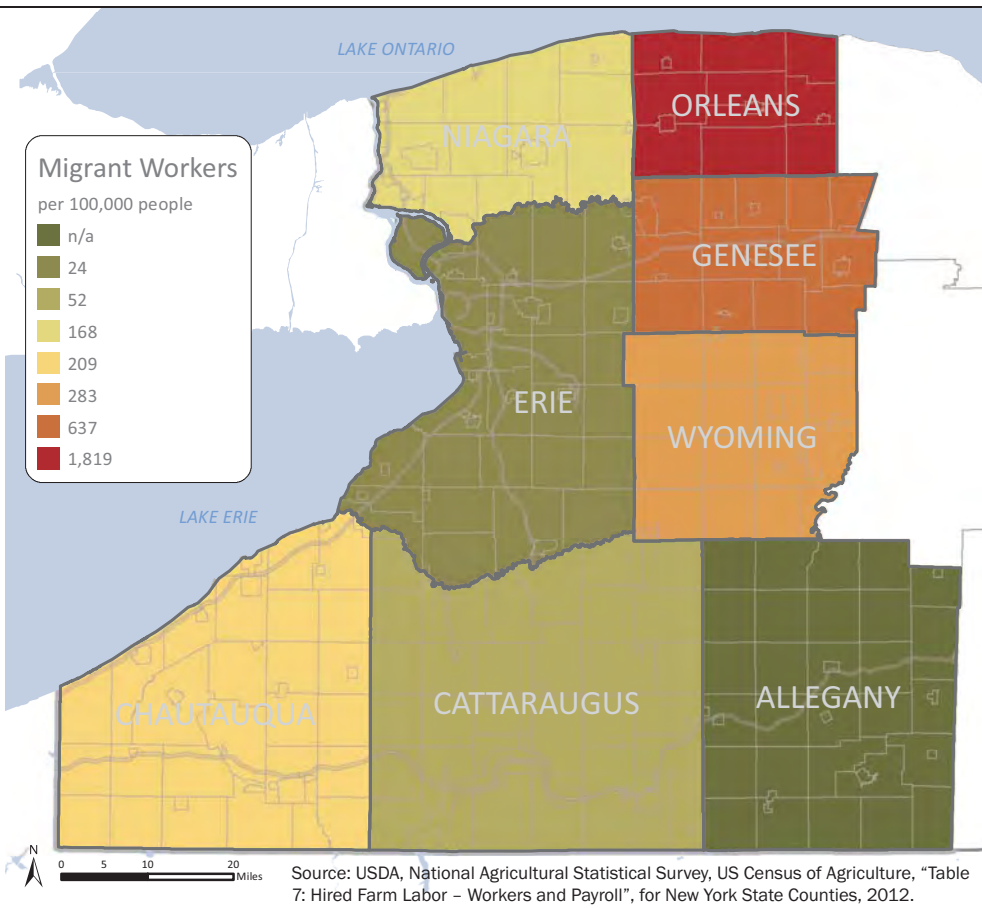 LAKE ONTARIO
NIAGARA
ORLEANS
Migrant Workers
per 100,000 people
n/a
24
52
168
209
283
637
1,819
GENESEE
ERIE
WYOMING
LAKE ERIE
CHAUTAUQUA
CATTARAUGUS
ALLEGANY
N
0 5 10 20
Miles
Source: USDA, National Agricultural Statistical Survey, US Census of Agriculture, “Table
7: Hired Farm Labor – Workers and Payroll”, for New York State Counties, 2012.